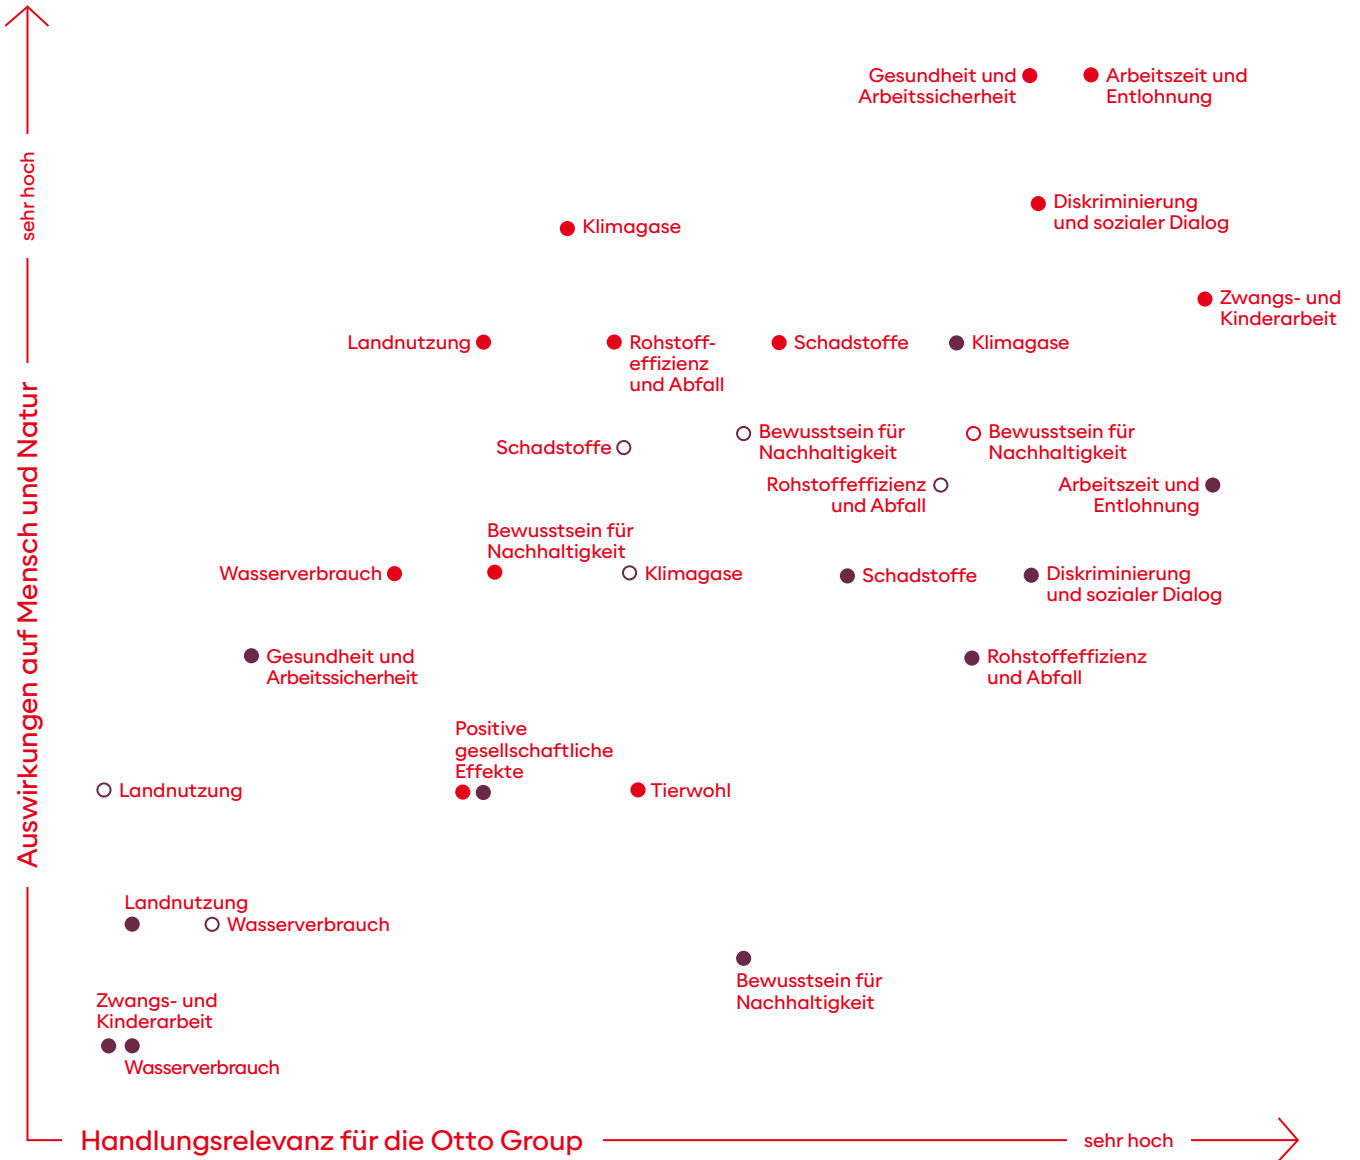 Gesundheit und
Arbeitssicherheit
Arbeitszeit und
Entlohnung
sehr hoch
Diskriminierung
und sozialer Dialog
Klimagase
Zwangs- und
Kinderarbeit
Landnutzung
Rohstoff-
effizienz
und Abfall
Schadstoffe
Klimagase
Auswirkungen auf Mensch und Natur
Schadstoffe
Bewusstsein für
Nachhaltigkeit
Bewusstsein für
Nachhaltigkeit
Rohstoffeffizienz
und Abfall
Arbeitszeit und
Entlohnung
Bewusstsein für
Nachhaltigkeit
Wasserverbrauch
Klimagase
Schadstoffe
Diskriminierung
und sozialer Dialog
Gesundheit und
Arbeitssicherheit
Rohstoffeffizienz
und Abfall
Positive
gesellschaftliche
Effekte
Landnutzung
Tierwohl
Landnutzung
Wasserverbrauch
Bewusstsein für
Nachhaltigkeit
Zwangs- und
Kinderarbeit
Wasserverbrauch
Handlungsrelevanz für die Otto Group
sehr hoch